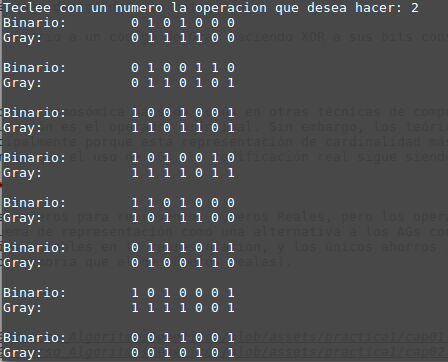 Teclee con un numero la operacion que desea hacer: 2
Binario: 0 1 0 1 0 0 0
Gray: 0 1 1 1 1 0 0
Binario: 0 1 0 0 1 1 0
Gray: 0 1 1 0 1 0 1
Binario: 1 0 0 1 0 0 1
Gray: 1 1 0 1 1 0 1
Binario: 1 0 1 0 0 1 0
Gray: 1 1 1 1 0 1 1
Binario: 1 1 0 1 0 0 0
Gray: 1 0 1 1 1 0 0
Binario: 0 1 1 1 0 1 1
Gray: 0 1 0 0 1 1 0
Binario: 1 0 1 0 0 0 1
Gray: 1 1 1 1 0 0 1
Binario: 0 0 1 1 0 0 1
Gray: 0 0 1 0 1 0 1